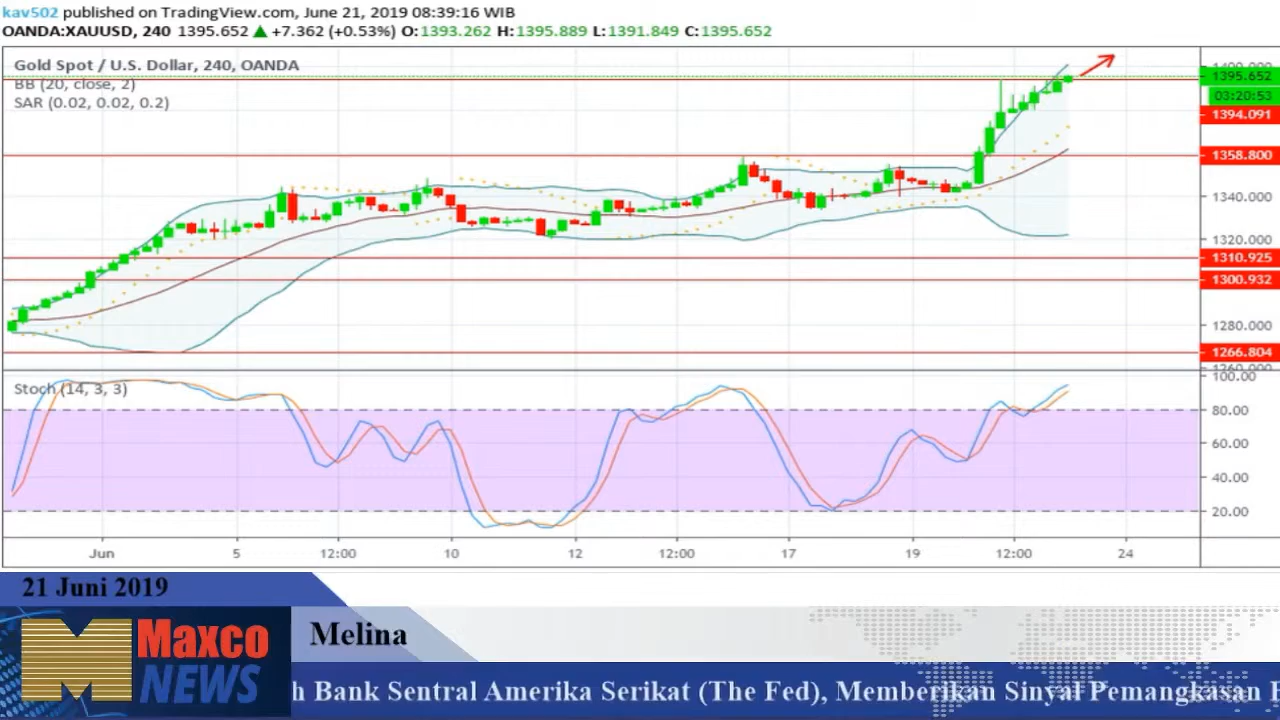 kav502 published on TradingView.com, June 21, 2019 08:39:16 WIB
OANDA:XAUUSD, 240 1395.652 ▲ +7.362 (+0.53%) O:1393.262 H:1395.889 L:1391.849 C:1395.652
Gold Spot / U.S. Dollar, 240, OANDA
BB (20, close, 2)
SAR (0.02, 0.02, 0.2)
1400.000
1395.652
03:20:53
1394.091
1358.800
1340.000
1320.000
1310.925
1300.932
1280.000
1266.804
1260.000
Stoch (14, 3, 3)
100.00
80.00
60.00
40.00
20.00
Jun 5 12:00 10 12 12:00 17 19 12:00 24
21 Juni 2019
Maxco
NEWS
Melina
h Bank Sentral Amerika Serikat (The Fed), Memberikan Sinyal Pemangkasan